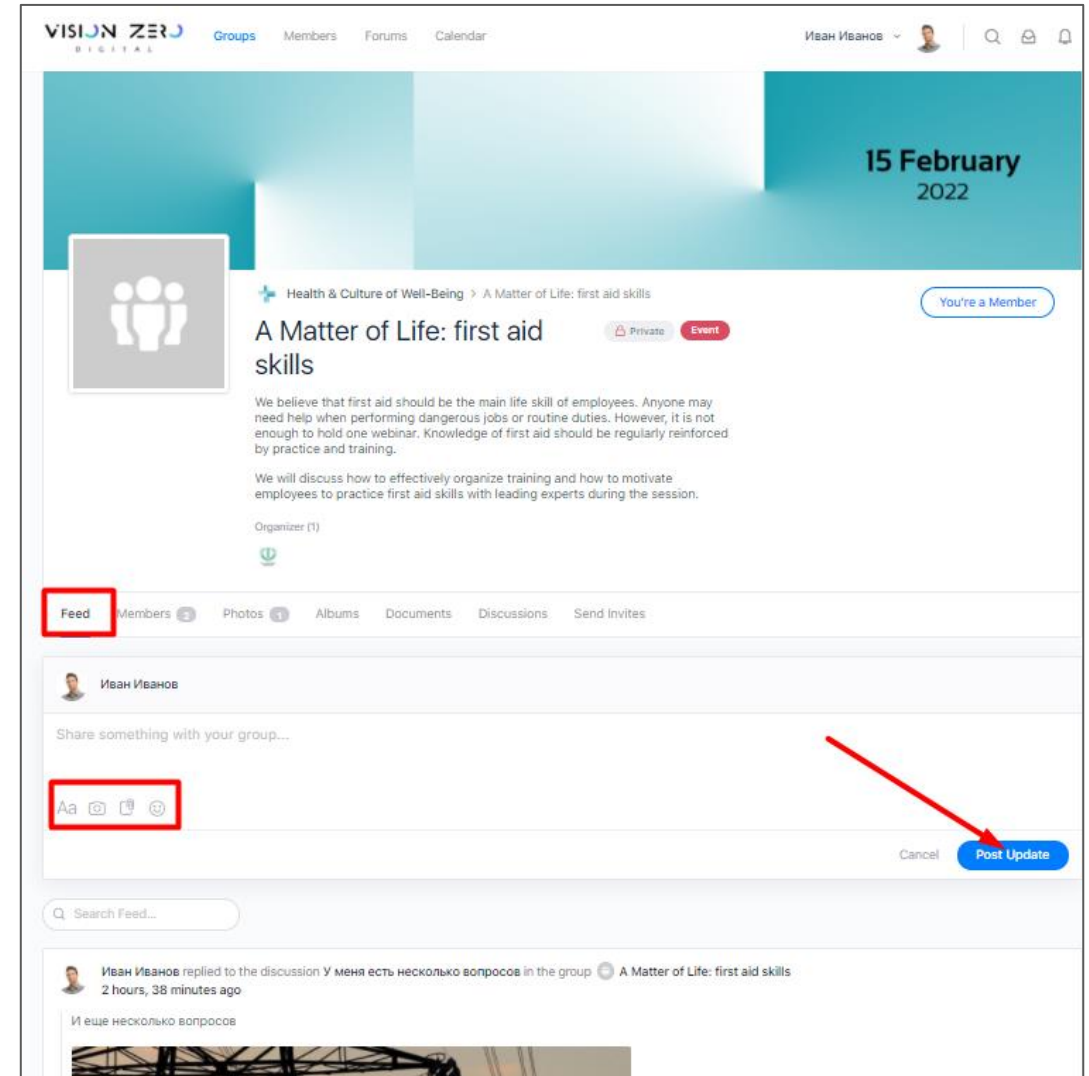 VISION ZERO
DIGITAL
Groups Members Forums Calendar
Иван Иванов
15 February
2022
Health & Culture of Well-Being > A Matter of Life: first aid skills
You're a Member
A Matter of Life: first aid
skills
Private
Event
We believe that first aid should be the main life skill of employees. Anyone may
need help when performing dangerous jobs or routine duties. However, it is not
enough to hold one webinar. Knowledge of first aid should be regularly reinforced
by practice and training.
We will discuss how to effectively organize training and how to motivate
employees to practice first aid skills with leading experts during the session.
Organizer (1)
Feed Members Photos 1 Albums Documents Discussions Send Invites
Иван Иванов
Share something with your group...
Aa
Cancel Post Update
Search Feed...
Иван Иванов replied to the discussion У меня есть несколько вопросов in the group A Matter of Life: first aid skills
2 hours, 38 minutes ago
И еще несколько вопросов